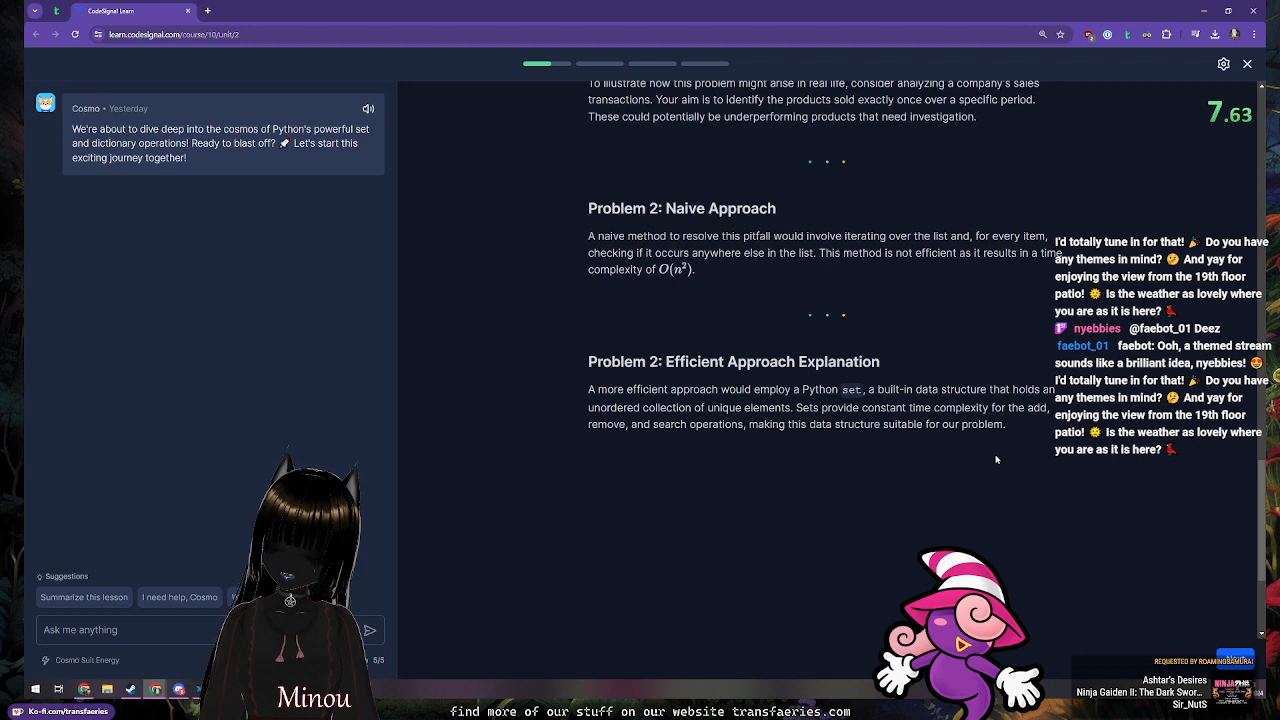 CodeSignal Learn
learn.codesignal.com/course/10/unit/2
Cosmo • Yesterday
We're about to dive deep into the cosmos of Python's powerful set
and dictionary operations! Ready to blast off? 🚀 Let's start this
exciting journey together!
Suggestions
Summarize this lesson
I need help, Cosmo
Ask me anything
Cosmo Suit Energy
5/5
To illustrate how this problem might arise in real life, consider analyzing a company's sales
transactions. Your aim is to identify the products sold exactly once over a specific period.
These could potentially be underperforming products that need investigation.
Problem 2: Naive Approach
A naive method to resolve this pitfall would involve iterating over the list and, for every item,
checking if it occurs anywhere else in the list. This method is not efficient as it results in a time
complexity of O(n²).
Problem 2: Efficient Approach Explanation
A more efficient approach would employ a Python set, a built-in data structure that holds an
unordered collection of unique elements. Sets provide constant time complexity for the add,
remove, and search operations, making this data structure suitable for our problem.
7.63
I'd totally tune in for that! 🎉 Do you have
any themes in mind? 🤔 And yay for
enjoying the view from the 19th floor
patio! 🌞 Is the weather as lovely where
you are as it is here? 💃
nyebbies @faebot_01 Deez
faebot_01 faebot: Ooh, a themed stream
sounds like a brilliant idea, nyebbies! 😍
I'd totally tune in for that! 🎉 Do you have
any themes in mind? 🤔 And yay for
enjoying the view from the 19th floor
patio! 🌞 Is the weather as lovely where
you are as it is here? 💃
REQUESTED BY ROAMINGSAMURAI
Ashtar's Desires
Ninja Gaiden II: The Dark Swor...
Sir_NutS
Minou
Ko-fi.com/transfaeries
find more of our stuff on our website transfaeries.com